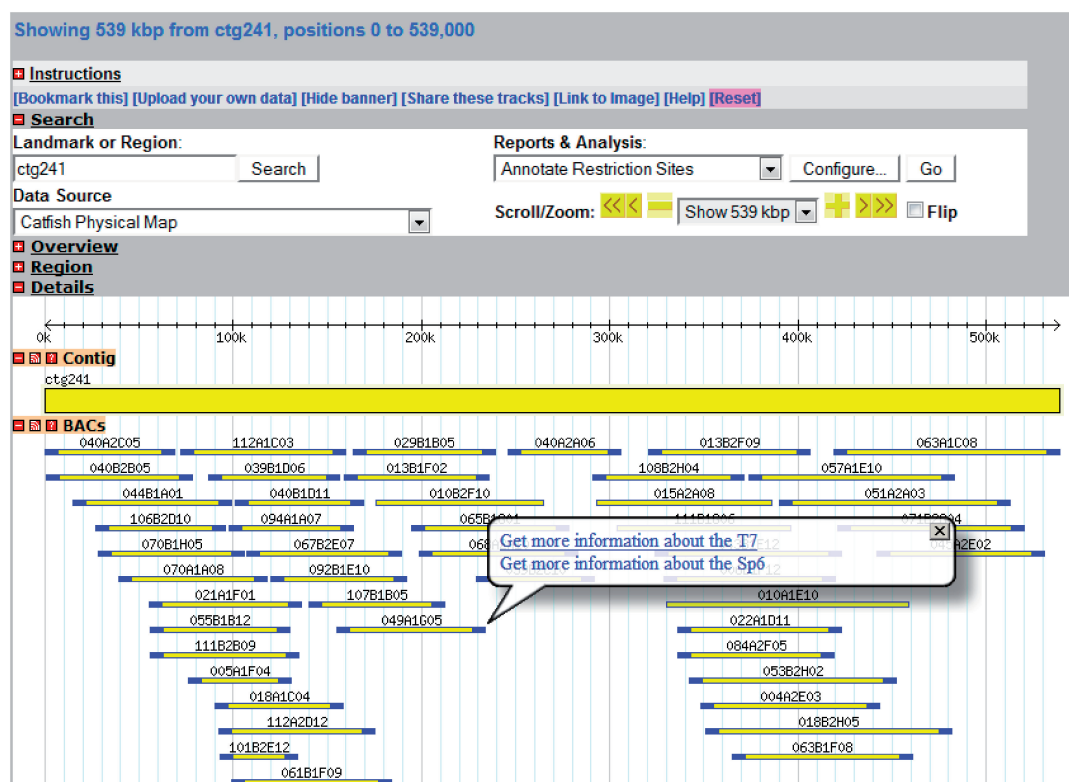 Showing 539 kbp from ctg241, positions 0 to 539,000
Instructions
[Bookmark this] [Upload your own data] [Hide banner] [Share these tracks] [Link to Image] [Help] [Reset]
Search
Landmark or Region: Reports & Analysis:
ctg241 Search Annotate Restriction Sites Configure... Go
Data Source
Catfish Physical Map Scroll/Zoom: << < Show 539 kbp > >> Flip
Overview
Region
Details
0k 100k 200k 300k 400k 500k
Contig
ctg241
BACs
040A2C05 112A1C03 029B1B05 040A2A06 013B2F09 063A1C08
040B2B05 039B1D06 013B1F02 108B2H04 057A1E10
044B1A01 040B1D11 010B2F10 015A2A08 051A2A03
106B2D10 094A1A07
Get more information about the T7
Get more information about the Sp6
070B1H05 067B2E07
070A1A08 092B1E10
021A1F01 107B1B05 010A1E10
055B1B12 049A1G05 022A1D11
111B2B09 084A2F05
005A1F04 053B2H02
018A1C04 004A2E03
112A2D12 018B2H05
101B2E12 063B1F08
061B1F09